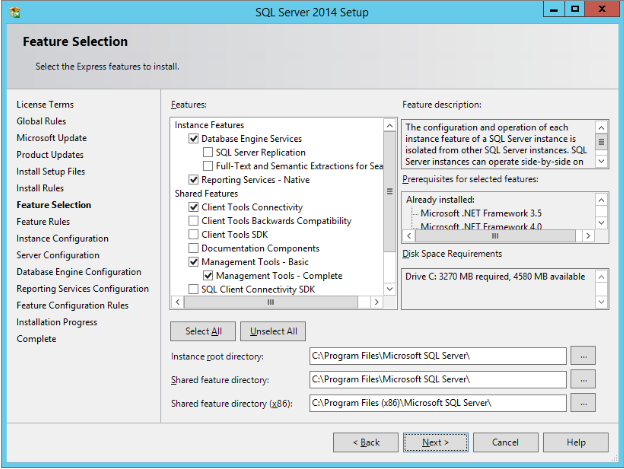 SQL Server 2014 Setup
Feature Selection
Select the Express features to install.
License Terms
Global Rules
Microsoft Update
Product Updates
Install Setup Files
Install Rules
Feature Selection
Feature Rules
Instance Configuration
Server Configuration
Database Engine Configuration
Reporting Services Configuration
Feature Configuration Rules
Installation Progress
Complete
Features:
Instance Features
Database Engine Services
SQL Server Replication
Full-Text and Semantic Extractions for Sea
Reporting Services - Native
Shared Features
Client Tools Connectivity
Client Tools Backwards Compatibility
Client Tools SDK
Documentation Components
Management Tools - Basic
Management Tools - Complete
SQL Client Connectivity SDK
Feature description:
The configuration and operation of each
instance feature of a SQL Server instance is
isolated from other SQL Server instances. SQL
Server instances can operate side-by-side on
Prerequisites for selected features:
Already installed:
Microsoft .NET Framework 3.5
Microsoft .NET Framework 4.0
Disk Space Requirements
Drive C: 3270 MB required, 4580 MB available
Select All
Unselect All
Instance root directory:
C:\Program Files\Microsoft SQL Server\
...
Shared feature directory:
C:\Program Files\Microsoft SQL Server\
...
Shared feature directory (x86):
C:\Program Files (x86)\Microsoft SQL Server\
...
< Back
Next >
Cancel
Help